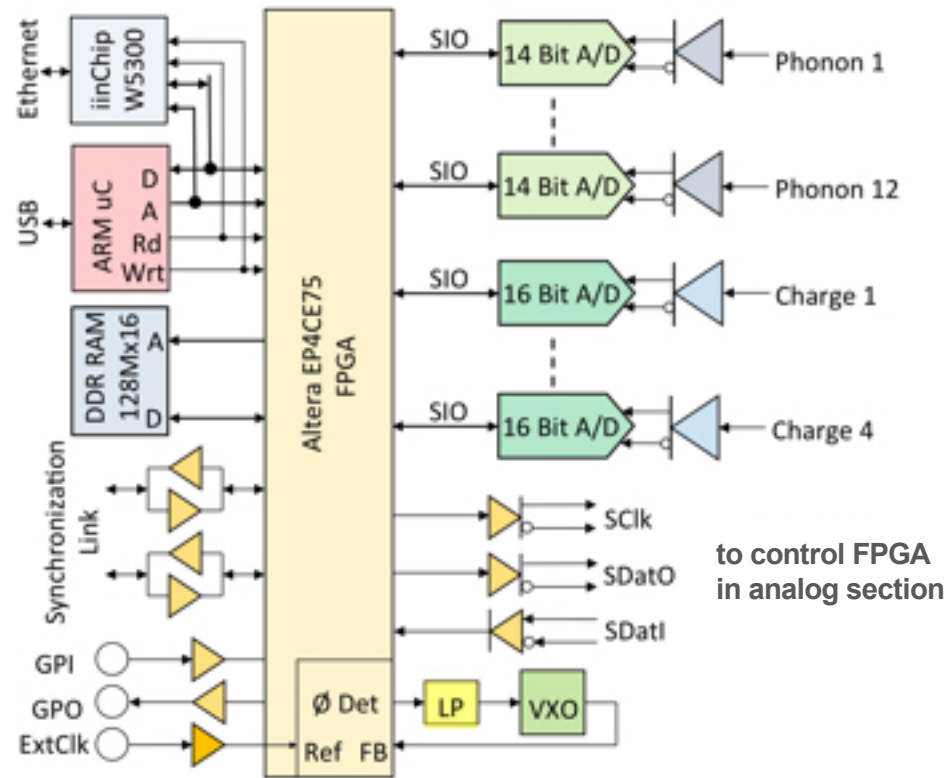 Ethernet
iinChip
W5300
USB
ARM uC
D
A
Rd
Wrt
DDR RAM
128Mx16
A
D
Synchronization
Link
GPI
GPO
ExtClk
Altera EP4CE75
FPGA
Ø Det
Ref FB
LP
VXO
SIO
14 Bit A/D
Phonon 1
SIO
14 Bit A/D
Phonon 12
SIO
16 Bit A/D
Charge 1
SIO
16 Bit A/D
Charge 4
SClk
SDatO
SDatI
to control FPGA
in analog section